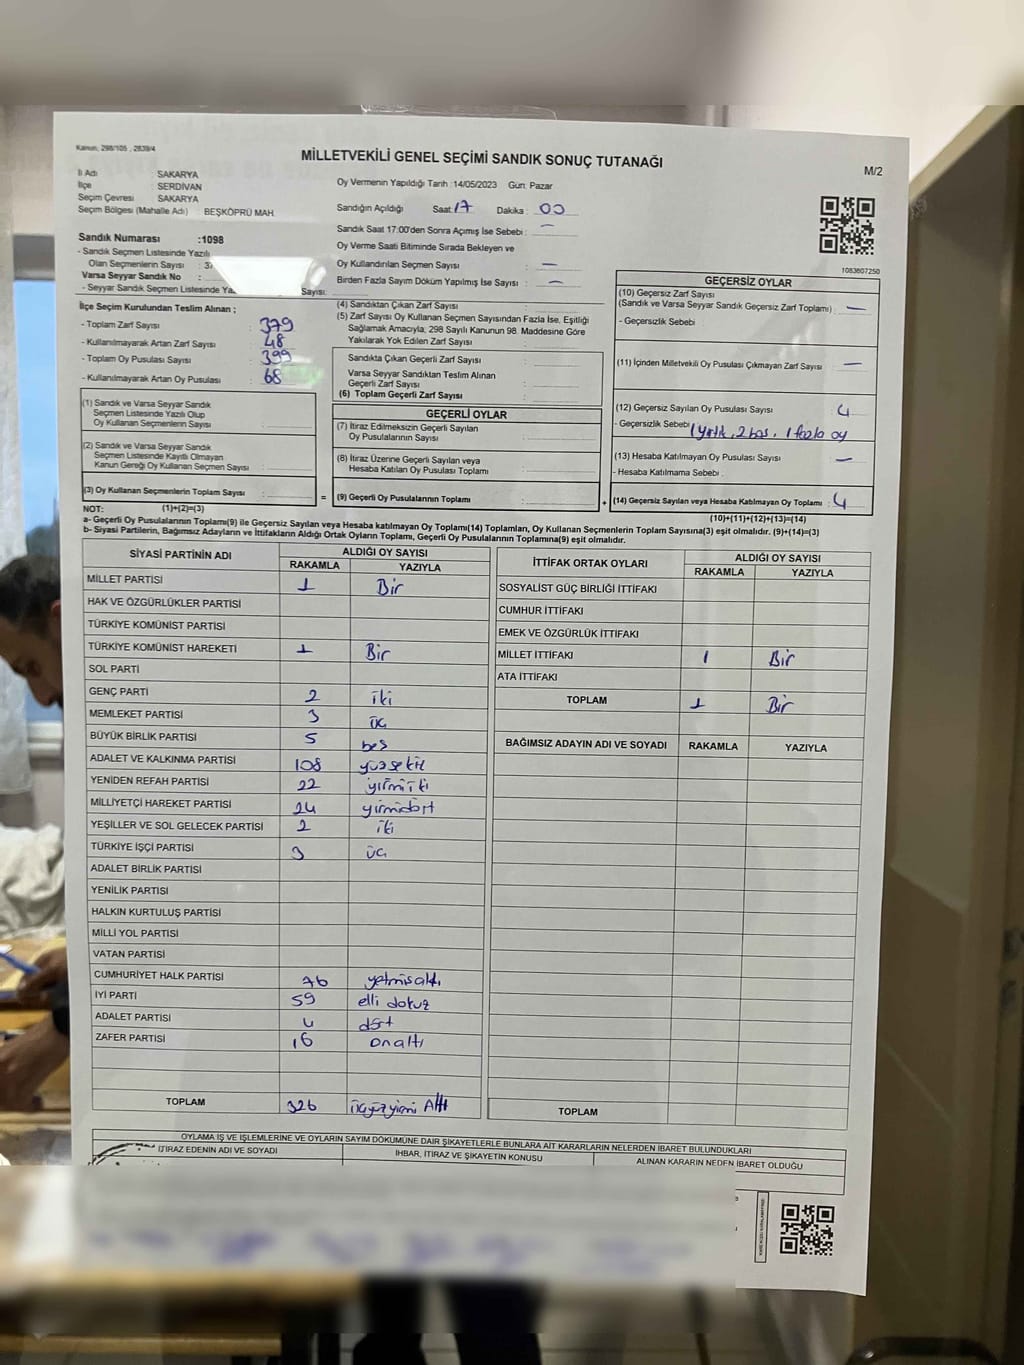 Kanun, 298/105 , 2839/4
MİLLETVEKİLİ GENEL SEÇİMİ SANDIK SONUÇ TUTANAĞI
M/2
İl Adı SAKARYA
İlçe SERDİVAN
Seçim Çevresi SAKARYA
Seçim Bölgesi (Mahalle Adı) : BEŞKÖPRÜ MAH.
Oy Vermenin Yapıldığı Tarih :14/05/2023 Gün: Pazar
Sandığın Açıldığı Saat: 17 Dakika : 00
Sandık Saat 17:00'den Sonra Açımış İse Sebebi : —
Oy Verme Saati Bitiminde Sırada Bekleyen ve
Oy Kullandırılan Seçmen Sayısı : —
Birden Fazla Sayım Döküm Yapılmış İse Sayısı : —
Sandık Numarası :1098
- Sandık Seçmen Listesinde Yazılı
Olan Seçmenlerin Sayısı
Varsa Seyyar Sandık No :
- Seyyar Sandık Seçmen Listesinde Sayısı:
İlçe Seçim Kurulundan Teslim Alınan ;
- Toplam Zarf Sayısı : 379
- Kullanılmayarak Artan Zarf Sayısı : 48
- Toplam Oy Pusulası Sayısı : 399
- Kullanılmayarak Artan Oy Pusulası : 68
(1) Sandık ve Varsa Seyyar Sandık
Seçmen Listesinde Yazılı Olup
Oy Kullanan Seçmenlerin Sayısı :
(2) Sandık ve Varsa Seyyar Sandık
Seçmen Listesinde Kayıtlı Olmayan
Kanun Gereği Oy Kullanan Seçmen Sayısı :
(3) Oy Kullanan Seçmenlerin Toplam Sayısı :
=
(4) Sandıktan Çıkan Zarf Sayısı :
(5) Zarf Sayısı Oy Kullanan Seçmen Sayısından Fazla İse, Eşitliği
Sağlamak Amacıyla, 298 Sayılı Kanunun 98. Maddesine Göre
Yakılarak Yok Edilen Zarf Sayısı :
Sandıkta Çıkan Geçerli Zarf Sayısı :
Varsa Seyyar Sandıktan Teslim Alınan
Geçerli Zarf Sayısı :
(6) Toplam Geçerli Zarf Sayısı :
GEÇERLİ OYLAR
(7) İtiraz Edilmeksizin Geçerli Sayılan
Oy Pusulalarının Sayısı :
(8) İtiraz Üzerine Geçerli Sayılan veya
Hesaba Katılan Oy Pusulası Toplamı :
(9) Geçerli Oy Pusulalarının Toplamı :
+
1083607250
GEÇERSİZ OYLAR
(10) Geçersiz Zarf Sayısı
(Sandık ve Varsa Seyyar Sandık Geçersiz Zarf Toplamı) : —
- Geçersizlik Sebebi :
(11) İçinden Milletvekili Oy Pusulası Çıkmayan Zarf Sayısı : —
(12) Geçersiz Sayılan Oy Pusulası Sayısı : 4
- Geçersizlik Sebebi : 1 yırtık, 2 boş, 1 fazla oy
(13) Hesaba Katılmayan Oy Pusulası Sayısı : —
- Hesaba Katılmama Sebebi :
(14) Geçersiz Sayılan veya Hesaba Katılmayan Oy Toplamı : 4
NOT: (1)+(2)=(3)
(10)+(11)+(12)+(13)=(14)
a- Geçerli Oy Pusulalarının Toplamı(9) ile Geçersiz Sayılan veya Hesaba katılmayan Oy Toplamı(14) Toplamları, Oy Kullanan Seçmenlerin Toplam Sayısına(3) eşit olmalıdır. (9)+(14)=(3)
b- Siyasi Partilerin, Bağımsız Adayların ve İttifakların Aldığı Ortak Oyların Toplamı, Geçerli Oy Pusulalarının Toplamına(9) eşit olmalıdır.
SİYASİ PARTİNİN ADI ALDIĞI OY SAYISI
RAKAMLA YAZIYLA
MİLLET PARTİSİ 1 Bir
HAK VE ÖZGÜRLÜKLER PARTİSİ
TÜRKİYE KOMÜNİST PARTİSİ
TÜRKİYE KOMÜNİST HAREKETİ 1 Bir
SOL PARTİ
GENÇ PARTİ 2 iki
MEMLEKET PARTİSİ 3 üç
BÜYÜK BİRLİK PARTİSİ 5 beş
ADALET VE KALKINMA PARTİSİ 108 yüzsekiz
YENİDEN REFAH PARTİSİ 22 yirmiiki
MİLLİYETÇİ HAREKET PARTİSİ 24 yirmidört
YEŞİLLER VE SOL GELECEK PARTİSİ 2 iki
TÜRKİYE İŞÇİ PARTİSİ 3 üç
ADALET BİRLİK PARTİSİ
YENİLİK PARTİSİ
HALKIN KURTULUŞ PARTİSİ
MİLLİ YOL PARTİSİ
VATAN PARTİSİ
CUMHURİYET HALK PARTİSİ 76 yetmişaltı
İYİ PARTİ 59 elli dokuz
ADALET PARTİSİ 4 dört
ZAFER PARTİSİ 16 onaltı
TOPLAM 326 üçyüzyirmi Altı
İTTİFAK ORTAK OYLARI ALDIĞI OY SAYISI
RAKAMLA YAZIYLA
SOSYALİST GÜÇ BİRLİĞİ İTTİFAKI
CUMHUR İTTİFAKI
EMEK VE ÖZGÜRLÜK İTTİFAKI
MİLLET İTTİFAKI 1 Bir
ATA İTTİFAKI
TOPLAM 1 Bir
BAĞIMSIZ ADAYIN ADI VE SOYADI RAKAMLA YAZIYLA
TOPLAM
OYLAMA İŞ VE İŞLEMLERİNE VE OYLARIN SAYIM DÖKÜMÜNE DAİR ŞİKAYETLERLE BUNLARA AİT KARARLARIN NELERDEN İBARET BULUNDUKLARI
İTİRAZ EDENİN ADI VE SOYADI İHBAR, İTİRAZ VE ŞİKAYETİN KONUSU ALINAN KARARIN NEDEN İBARET OLDUĞU